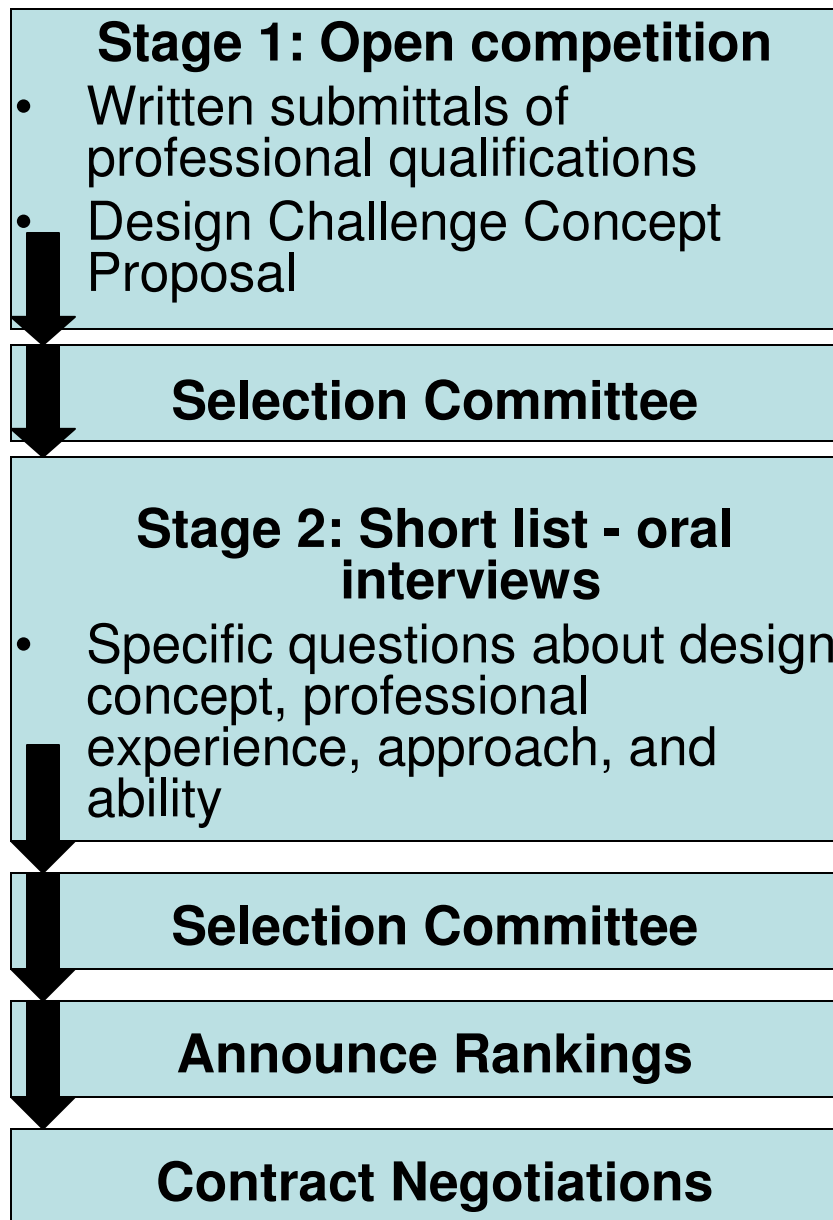 Stage 1: Open competition
• Written submittals of
professional qualifications
• Design Challenge Concept
Proposal
Selection Committee
Stage 2: Short list - oral
interviews
• Specific questions about design
concept, professional
experience, approach, and
ability
Selection Committee
Announce Rankings
Contract Negotiations